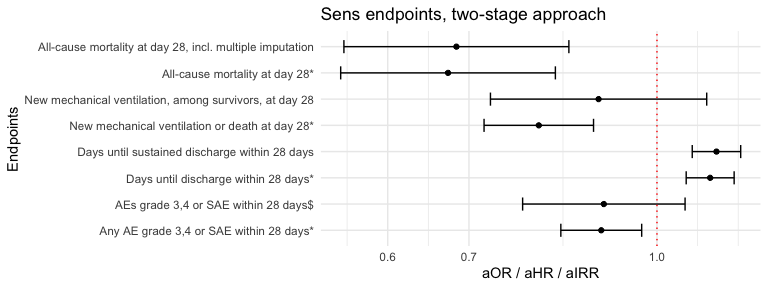 Sens endpoints, two-stage approach
Endpoints
All-cause mortality at day 28, incl. multiple imputation
All-cause mortality at day 28*
New mechanical ventilation, among survivors, at day 28
New mechanical ventilation or death at day 28*
Days until sustained discharge within 28 days
Days until discharge within 28 days*
AEs grade 3,4 or SAE within 28 days$
Any AE grade 3,4 or SAE within 28 days*
0.6 0.7 1.0
aOR / aHR / aIRR